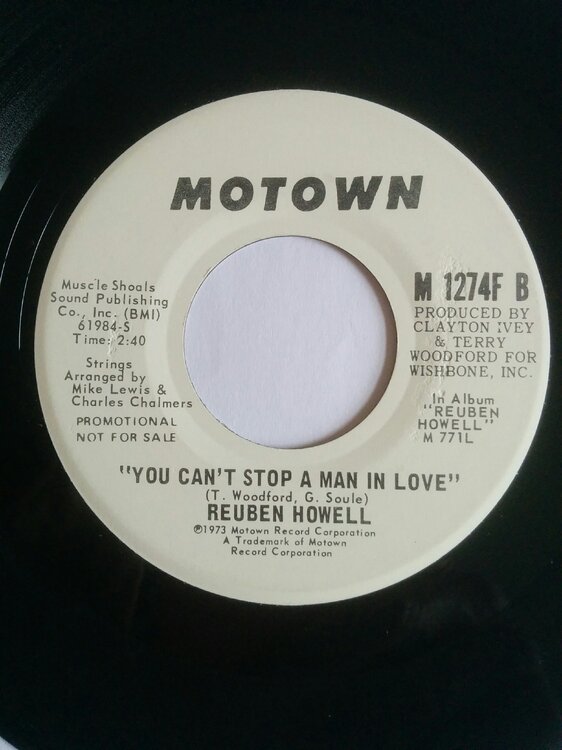 MOTOWN
Muscle Shoals
Sound Publishing
Co., Inc. (BMI)
61984-S
Time: 2:40
Strings
Arranged by
Mike Lewis &
Charles Chalmers
PROMOTIONAL
NOT FOR SALE
M 1274F B
PRODUCED BY
CLAYTON IVEY
& TERRY
WOODFORD FOR
WISHBONE, INC.
In Album
"REUBEN
HOWELL"
M 771L
"YOU CAN'T STOP A MAN IN LOVE"
(T. Woodford, G. Soule)
REUBEN HOWELL
℗1973 Motown Record Corporation
A Trademark of Motown
Record Corporation